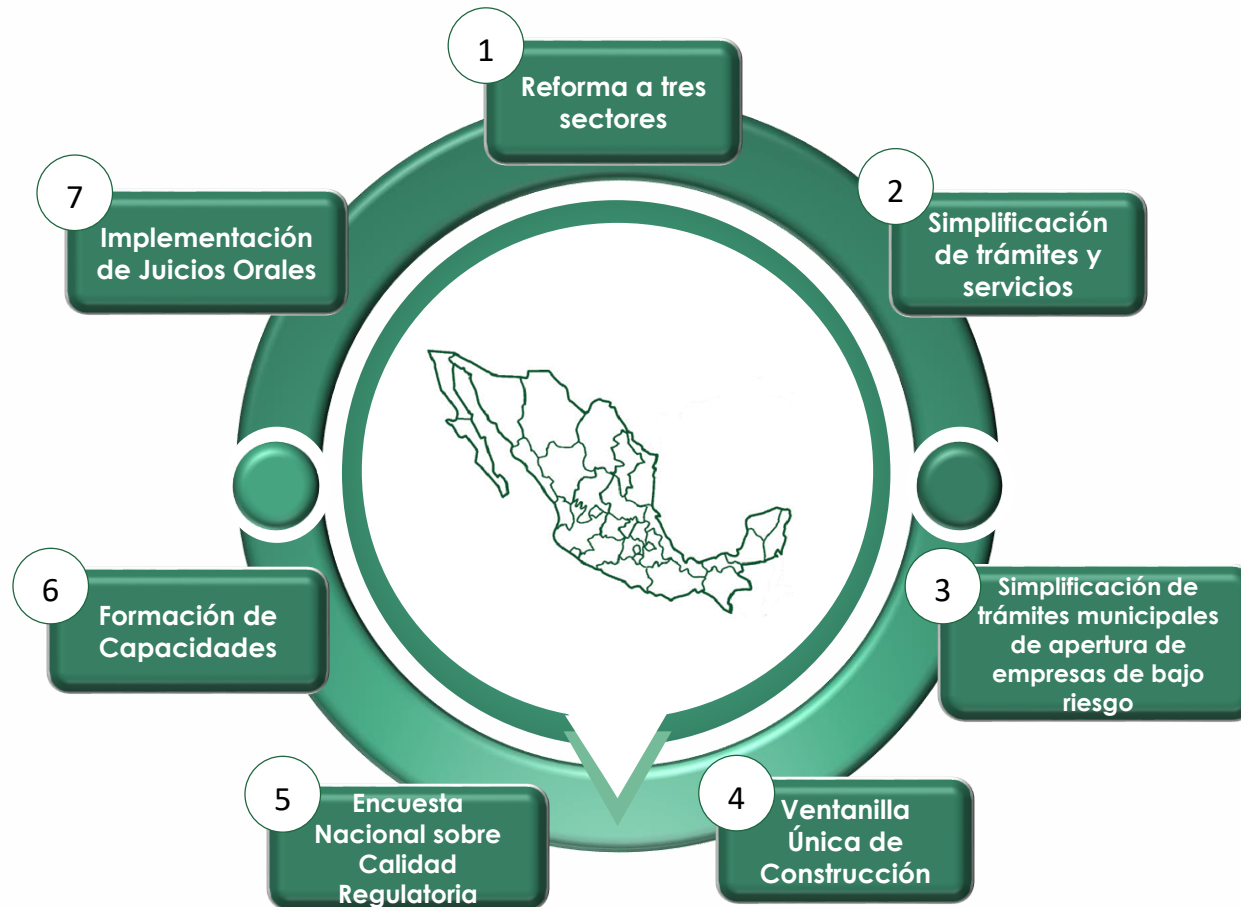 1
Reforma a tres
sectores
2
Simplificación
de trámites y
servicios
3
Simplificación de
trámites municipales
de apertura de
empresas de bajo
riesgo
4
Ventanilla
Única de
Construcción
5
Encuesta
Nacional sobre
Calidad
Regulatoria
6
Formación de
Capacidades
7
Implementación
de Juicios Orales